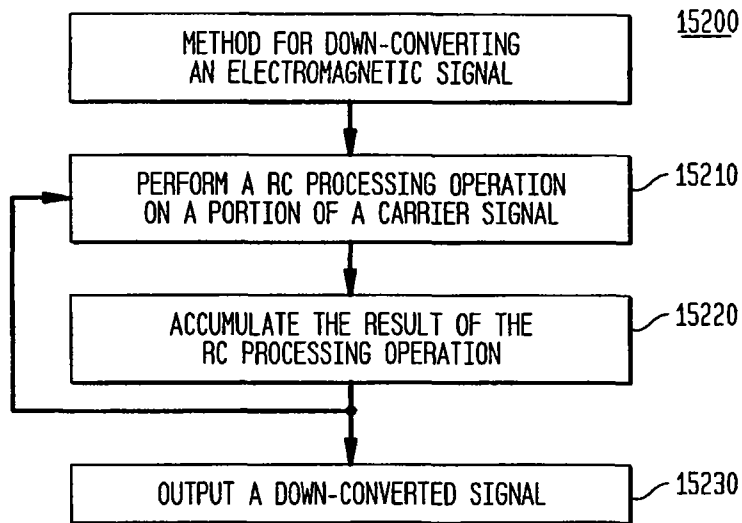 15200
METHOD FOR DOWN-CONVERTING
AN ELECTROMAGNETIC SIGNAL
PERFORM A RC PROCESSING OPERATION
ON A PORTION OF A CARRIER SIGNAL
15210
ACCUMULATE THE RESULT OF THE
RC PROCESSING OPERATION
15220
OUTPUT A DOWN-CONVERTED SIGNAL
15230